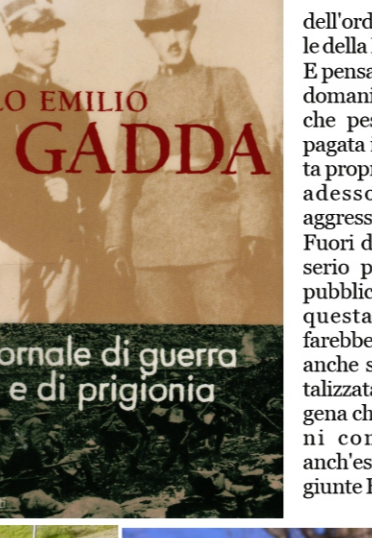 LO EMILIO
GADDA
ornale di guerra
e di prigionia
dell'ord
le della
E pensa
domani
che pes
pagata i
ta propr
adesso
aggress
Fuori d
serio p
pubblic
questa
farebbe
anche s
talizzata
gena ch
ni con
anch'es
giunte